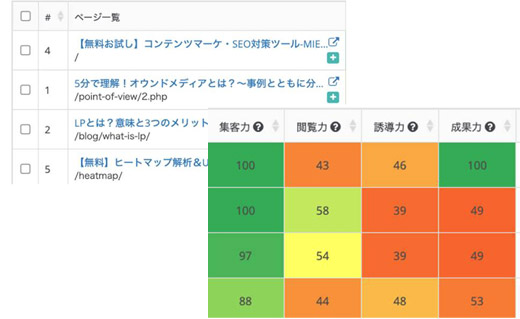 # ページ一覧
4 【無料お試し】コンテンツマーケ・SEO対策ツール-MIE...
/
1 5分で理解！オウンドメディアとは？～事例とともに分...
/point-of-view/2.php
2 LPとは？意味と3つのメリット
/blog/what-is-lp/
5 【無料】ヒートマップ解析＆U
/heatmap/
集客力 ? 閲覧力 ? 誘導力 ? 成果力 ?
100 43 46 100
100 58 39 49
97 54 39 49
88 44 48 53